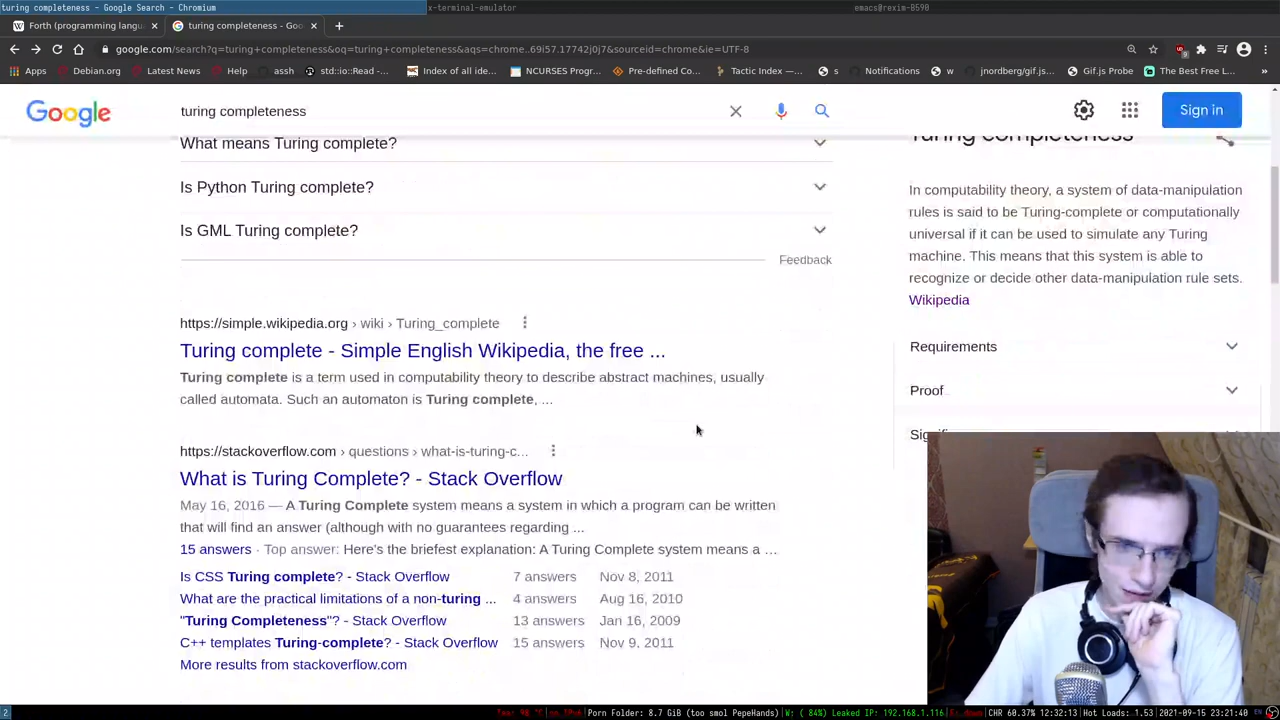 turing completeness - Google Search - Chromium
x-terminal-emulator
emacs@rexim-B590
Forth (programming langu
turing completeness - Goo
google.com/search?q=turing+completeness&oq=turing+completeness&aqs=chrome..69i57.17742j0j7&sourceid=chrome&ie=UTF-8
Apps
Debian.org
Latest News
Help
assh
std::io::Read -...
Index of all ide...
NCURSES Progr...
Pre-defined Co...
Tactic Index —...
s
Notifications
w
jnordberg/gif.js...
Gif.js Probe
The Best Free L...
»
Google
turing completeness
Sign in
What means Turing complete?
Is Python Turing complete?
Is GML Turing complete?
Feedback
https://simple.wikipedia.org › wiki › Turing_complete
Turing complete - Simple English Wikipedia, the free ...
Turing complete is a term used in computability theory to describe abstract machines, usually
called automata. Such an automaton is Turing complete, ...
https://stackoverflow.com › questions › what-is-turing-c...
What is Turing Complete? - Stack Overflow
May 16, 2016 — A Turing Complete system means a system in which a program can be written
that will find an answer (although with no guarantees regarding ...
15 answers · Top answer: Here's the briefest explanation: A Turing Complete system means a ...
Is CSS Turing complete? - Stack Overflow 7 answers Nov 8, 2011
What are the practical limitations of a non-turing ... 4 answers Aug 16, 2010
"Turing Completeness"? - Stack Overflow 13 answers Jan 16, 2009
C++ templates Turing-complete? - Stack Overflow 15 answers Nov 9, 2011
More results from stackoverflow.com
Turing completeness
In computability theory, a system of data-manipulation
rules is said to be Turing-complete or computationally
universal if it can be used to simulate any Turing
machine. This means that this system is able to
recognize or decide other data-manipulation rule sets.
Wikipedia
Requirements
Proof
2
Porn Folder: 8.7 GiB (too smol PepeHands) W: ( 84%) Leaked IP: 192.168.1.116 CHR 60.37% 12:32:13 Hot Loads: 1.53 2021-09-15 23:21:40 EN